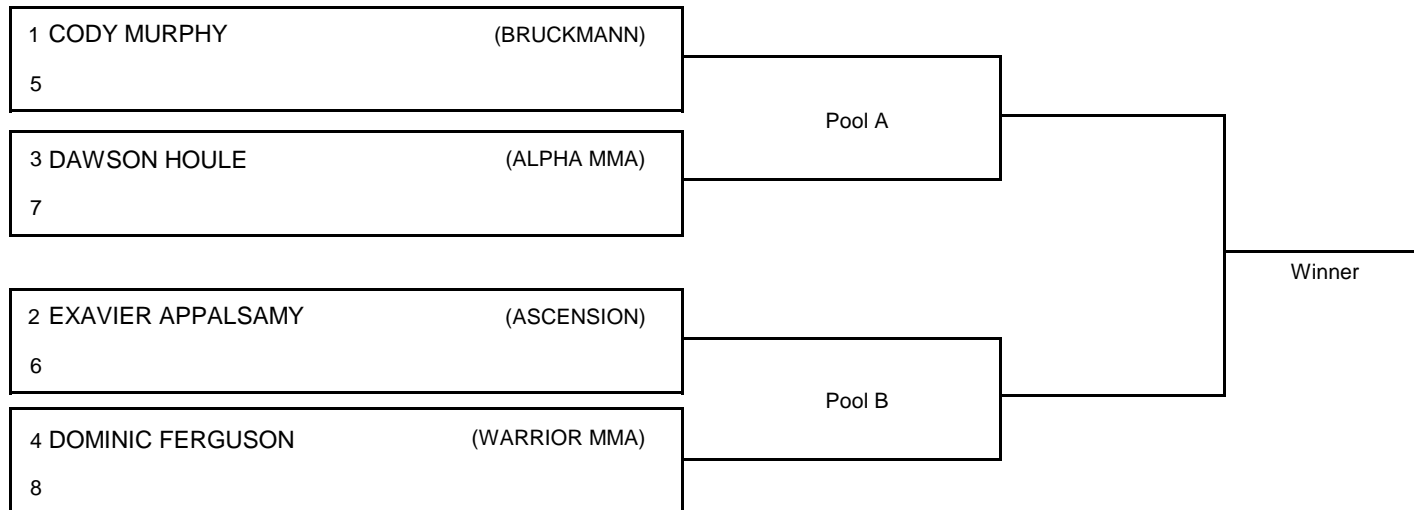 1 CODY MURPHY (BRUCKMANN)
5
Pool A
3 DAWSON HOULE (ALPHA MMA)
7
Winner
2 EXAVIER APPALSAMY (ASCENSION)
6
Pool B
4 DOMINIC FERGUSON (WARRIOR MMA)
8